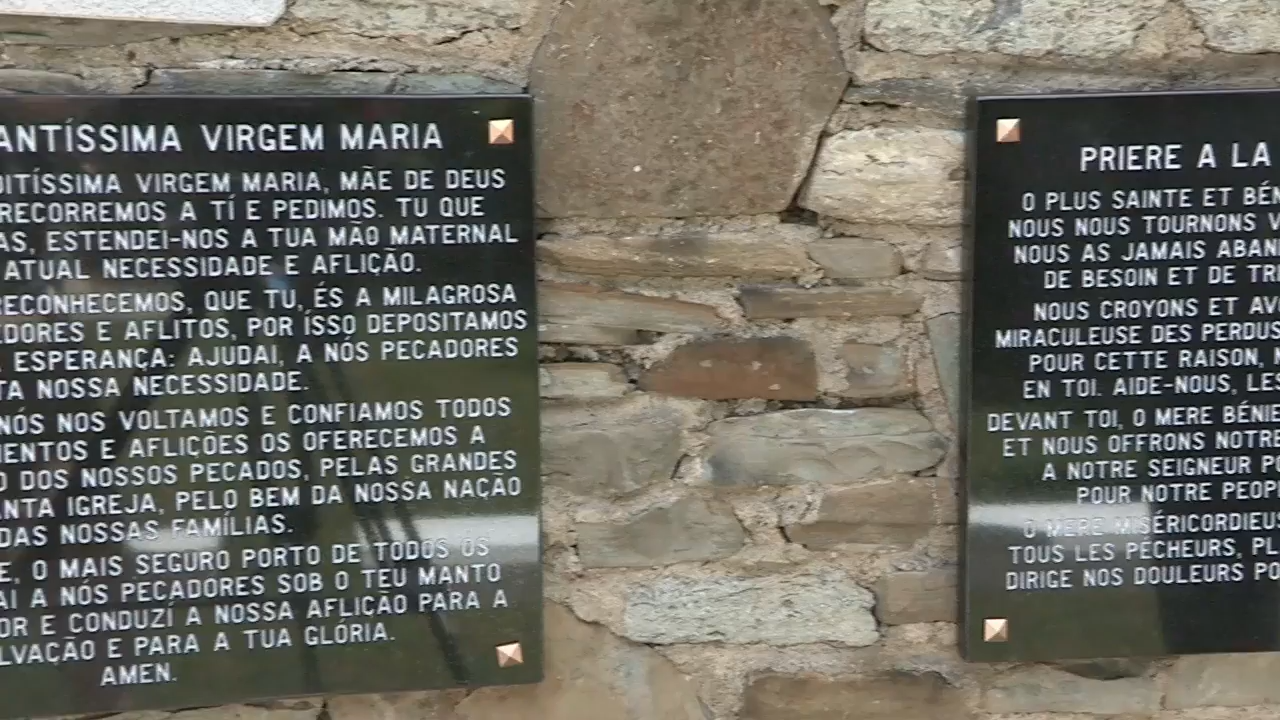 ANTÍSSIMA VIRGEM MARIA
DITÍSSIMA VIRGEM MARIA, MÃE DE DEUS
RECORREMOS A TÍ E PEDIMOS. TU QUE
AS, ESTENDEI-NOS A TUA MÃO MATERNAL
ATUAL NECESSIDADE E AFLIÇÃO.
RECONHECEMOS, QUE TU, ÉS A MILAGROSA
EDORES E AFLITOS, POR ÍSSO DEPOSITAMOS
ESPERANÇA: AJUDAI, A NÓS PECADORES
TA NOSSA NECESSIDADE.
NÓS NOS VOLTAMOS E CONFIAMOS TODOS
MENTOS E AFLIÇÕES OS OFERECEMOS A
O DOS NOSSOS PECADOS, PELAS GRANDES
ANTA IGREJA, PELO BEM DA NOSSA NAÇÃO
DAS NOSSAS FAMÍLIAS.
E, O MAIS SEGURO PORTO DE TODOS OS
AI A NÓS PECADORES SOB O TEU MANTO
OR E CONDUZÍ A NOSSA AFLIÇÃO PARA A
LVAÇÃO E PARA A TUA GLÓRIA.
AMEN.
PRIERE A LA
O PLUS SAINTE ET BÉN
NOUS NOUS TOURNONS V
NOUS AS JAMAIS ABAN
DE BESOIN ET DE TR
NOUS CROYONS ET AV
MIRACULEUSE DES PERDUS
POUR CETTE RAISON, N
EN TOI. AIDE-NOUS, LES
DEVANT TOI, O MERE BÉNIE
ET NOUS OFFRONS NOTRE
A NOTRE SEIGNEUR PO
POUR NOTRE PEOPL
O MERE MISÉRICORDIEUS
TOUS LES PÉCHEURS, PL
DIRIGE NOS DOULEURS PO